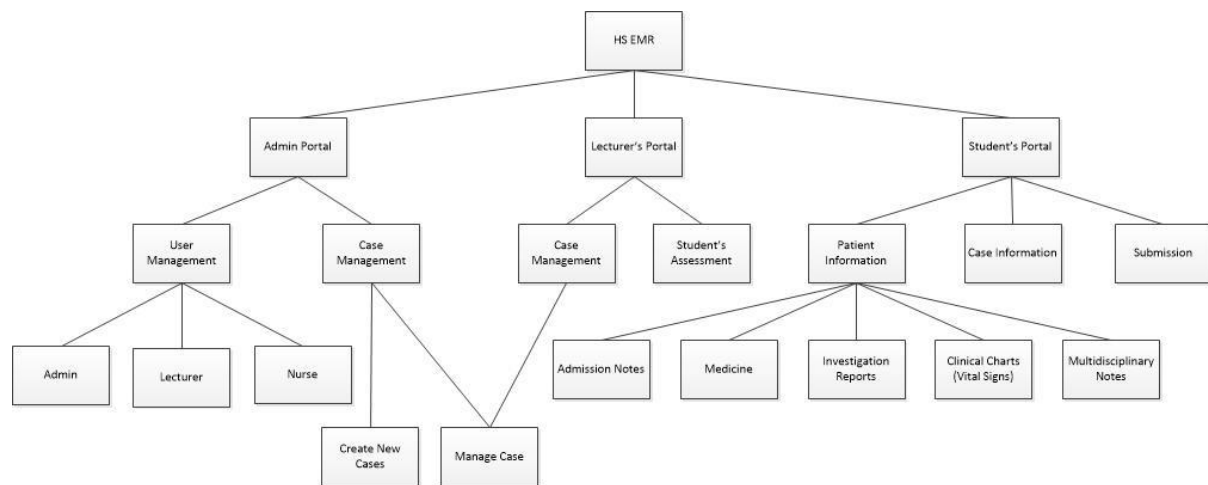 HS EMR
Admin Portal
Lecturer's Portal
Student's Portal
User
Management
Case
Management
Case
Management
Student's
Assessment
Patient
Information
Case Information
Submission
Admin
Lecturer
Nurse
Admission Notes
Medicine
Investigation
Reports
Clinical Charts
(Vital Signs)
Multidisciplinary
Notes
Create New
Cases
Manage Case